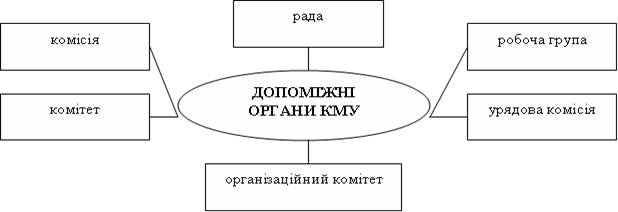 рада
комісія
робоча група
ДОПОМІЖНІ
ОРГАНИ КМУ
комітет
урядова комісія
організаційний комітет